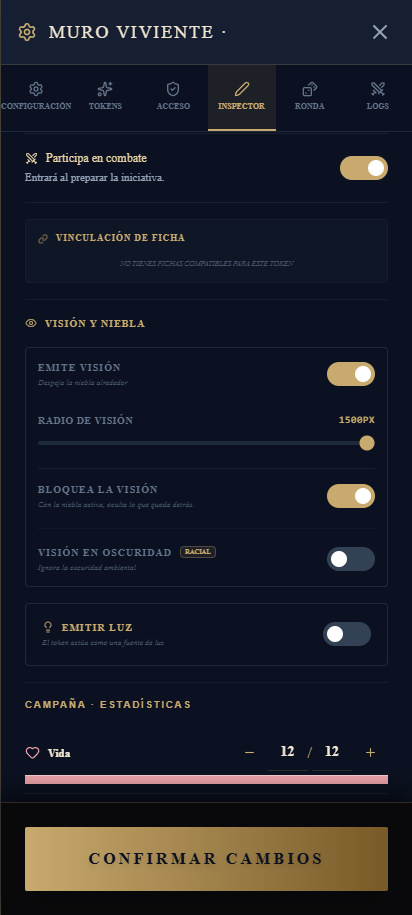 MURO VIVIENTE ·
CONFIGURACIÓN TOKENS ACCESO INSPECTOR RONDA LOGS
Participa en combate
Entrará al preparar la iniciativa.
VINCULACIÓN DE FICHA
NO TIENES FICHAS COMPATIBLES PARA ESTE TOKEN
VISIÓN Y NIEBLA
EMITE VISIÓN
Despeja la niebla alrededor
RADIO DE VISIÓN 1500PX
BLOQUEA LA VISIÓN
Con la niebla activa, oculta lo que queda detrás.
VISIÓN EN OSCURIDAD RACIAL
Ignora la oscuridad ambiental
EMITIR LUZ
El token actúa como una fuente de luz
CAMPAÑA · ESTADÍSTICAS
Vida − 12 / 12 +
CONFIRMAR CAMBIOS